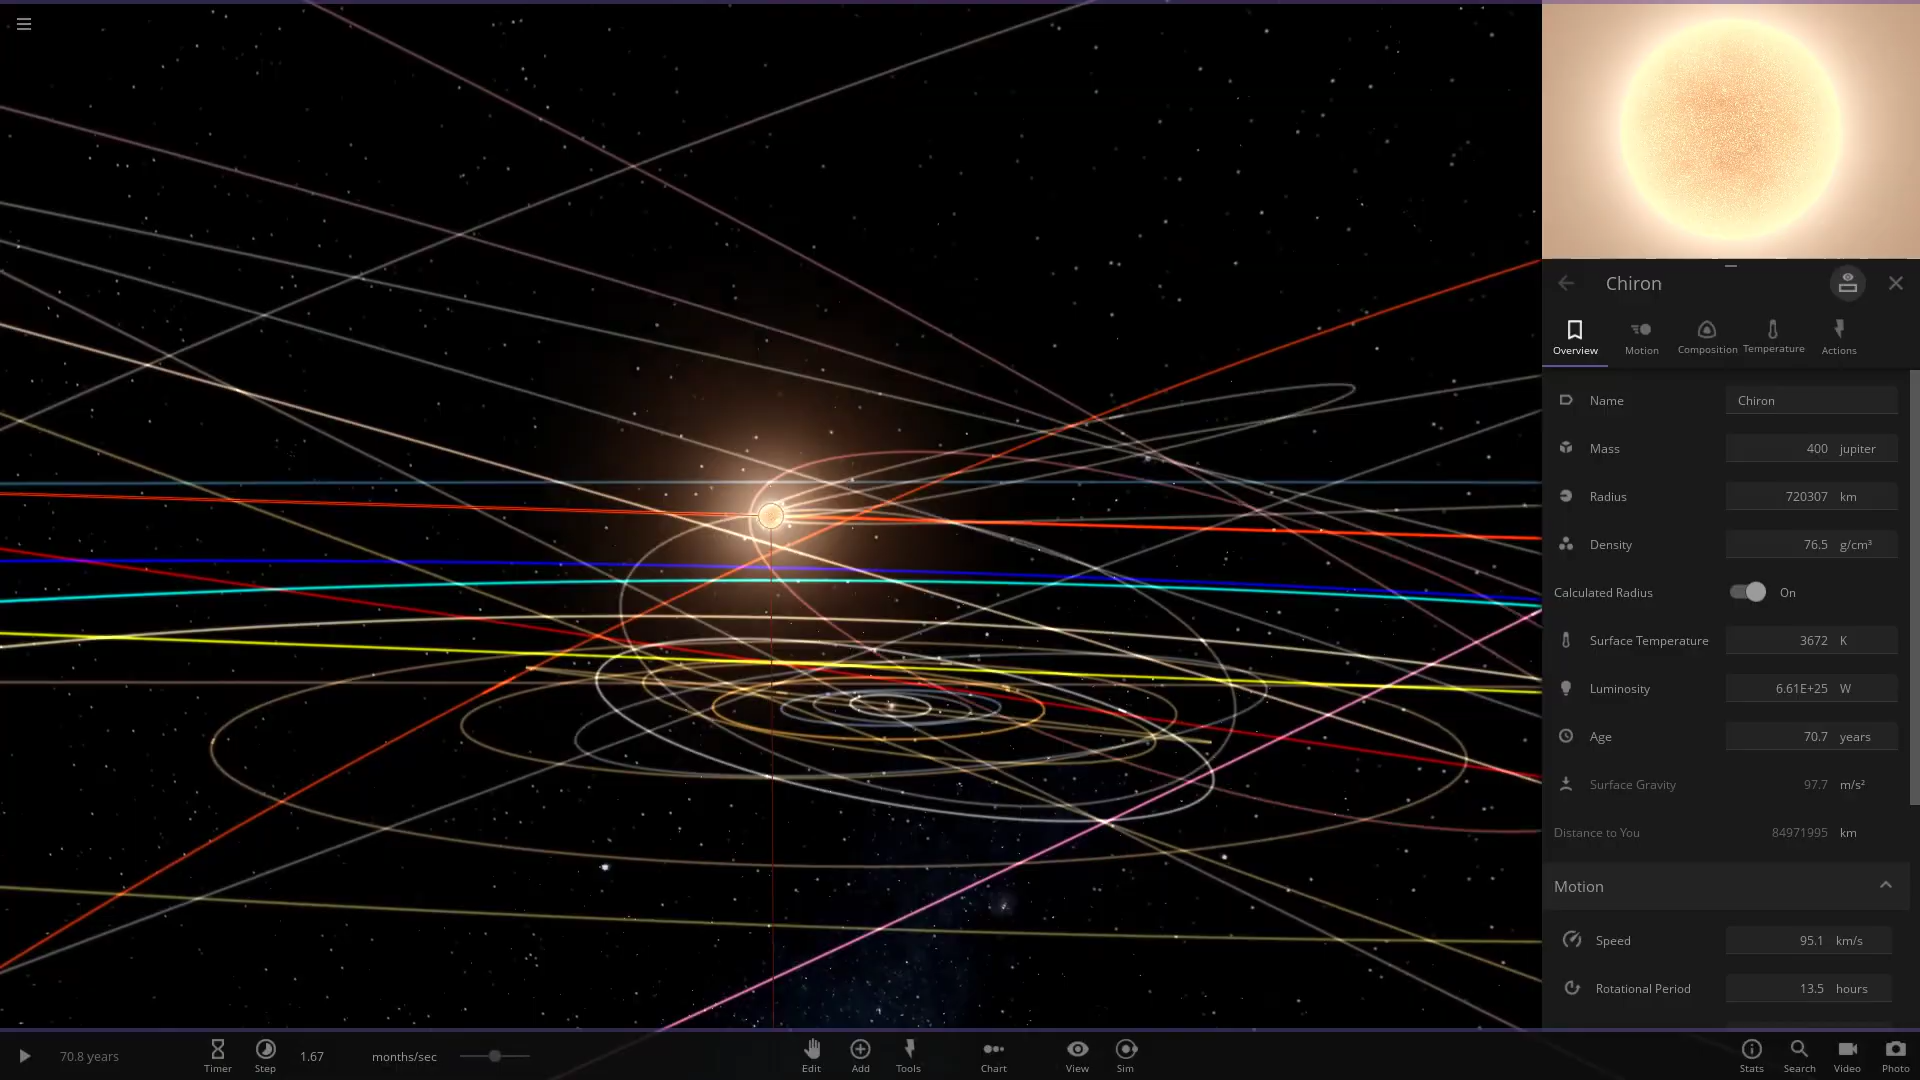 Chiron
Overview
Motion
Composition
Temperature
Actions
Name Chiron
Mass 400 jupiter
Radius 720307 km
Density 76.5 g/cm³
Calculated Radius On
Surface Temperature 3672 K
Luminosity 6.61E+25 W
Age 70.7 years
Surface Gravity 97.7 m/s²
Distance to You 84971995 km
Motion
Speed 95.1 km/s
Rotational Period 13.5 hours
70.8 years
Timer
Step
1.67 months/sec
Edit
Add
Tools
Chart
View
Sim
Stats
Search
Video
Photo